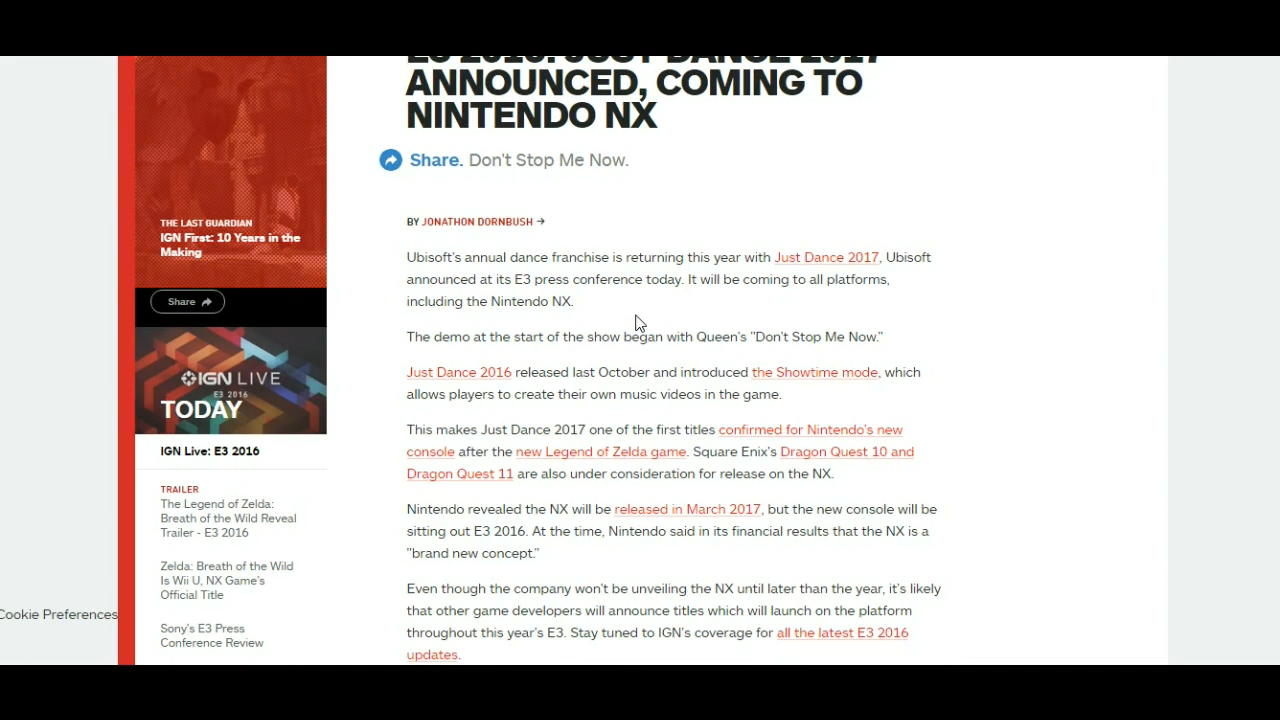 E3 2016: JUST DANCE 2017
ANNOUNCED, COMING TO
NINTENDO NX
Share. Don't Stop Me Now.
BY JONATHON DORNBUSH →
Ubisoft's annual dance franchise is returning this year with Just Dance 2017, Ubisoft
announced at its E3 press conference today. It will be coming to all platforms,
including the Nintendo NX.
The demo at the start of the show began with Queen's "Don't Stop Me Now."
Just Dance 2016 released last October and introduced the Showtime mode, which
allows players to create their own music videos in the game.
This makes Just Dance 2017 one of the first titles confirmed for Nintendo's new
console after the new Legend of Zelda game. Square Enix's Dragon Quest 10 and
Dragon Quest 11 are also under consideration for release on the NX.
Nintendo revealed the NX will be released in March 2017, but the new console will be
sitting out E3 2016. At the time, Nintendo said in its financial results that the NX is a
"brand new concept."
Even though the company won't be unveiling the NX until later than the year, it's likely
that other game developers will announce titles which will launch on the platform
throughout this year's E3. Stay tuned to IGN's coverage for all the latest E3 2016
updates.
THE LAST GUARDIAN
IGN First: 10 Years in the
Making
Share
IGN LIVE
E3 2016
TODAY
IGN Live: E3 2016
TRAILER
The Legend of Zelda:
Breath of the Wild Reveal
Trailer - E3 2016
Zelda: Breath of the Wild
Is Wii U, NX Game's
Official Title
Sony's E3 Press
Conference Review
Cookie Preferences